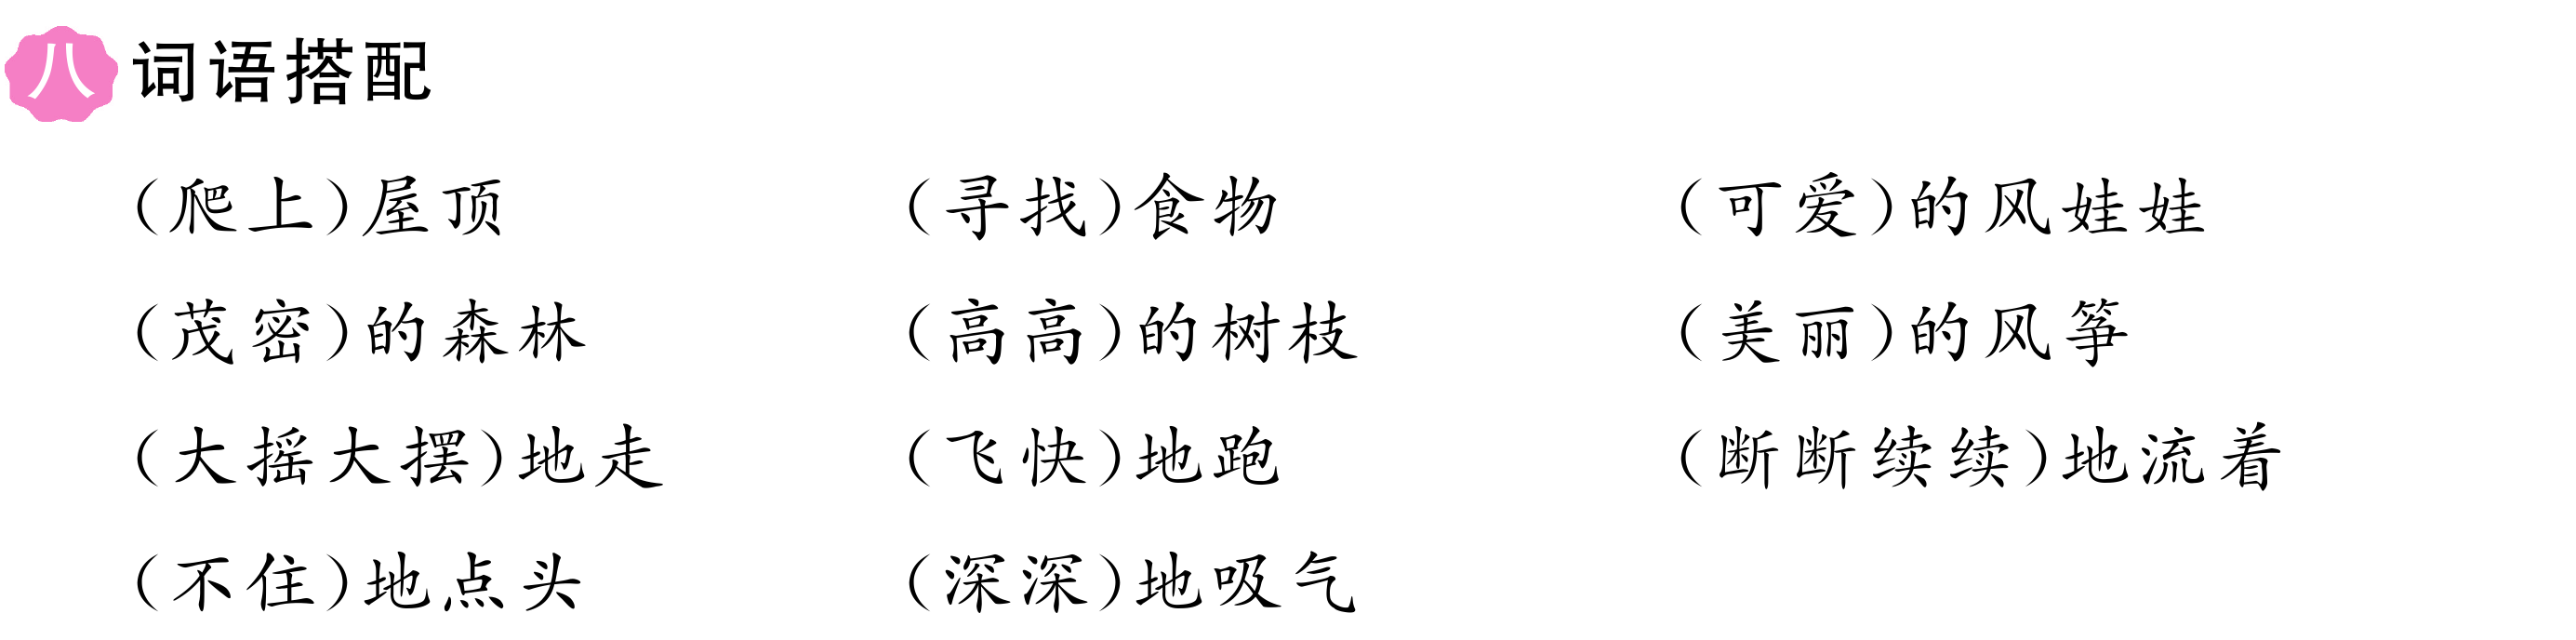 八 词语搭配
（爬上）屋顶 （寻找）食物 （可爱）的风娃娃
（茂密）的森林 （高高）的树枝 （美丽）的风筝
（大摇大摆）地走 （飞快）地跑 （断断续续）地流着
（不住）地点头 （深深）地吸气